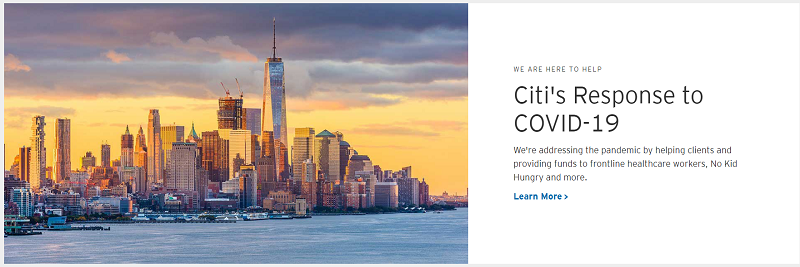 WE ARE HERE TO HELP
Citi's Response to
COVID-19
We're addressing the pandemic by helping clients and
providing funds to frontline healthcare workers, No Kid
Hungry and more.
Learn More >